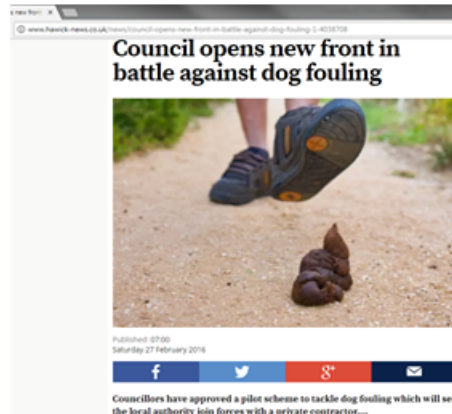 s new front
www.hawick-news.co.uk/news/council-opens-new-front-in-battle-against-dog-fouling-1-4038708
Council opens new front in
battle against dog fouling
Published: 07:00
Saturday 27 February 2016
f
8+
Councillors have approved a pilot scheme to tackle dog fouling which will se
the local authority join forces with a private contractor....